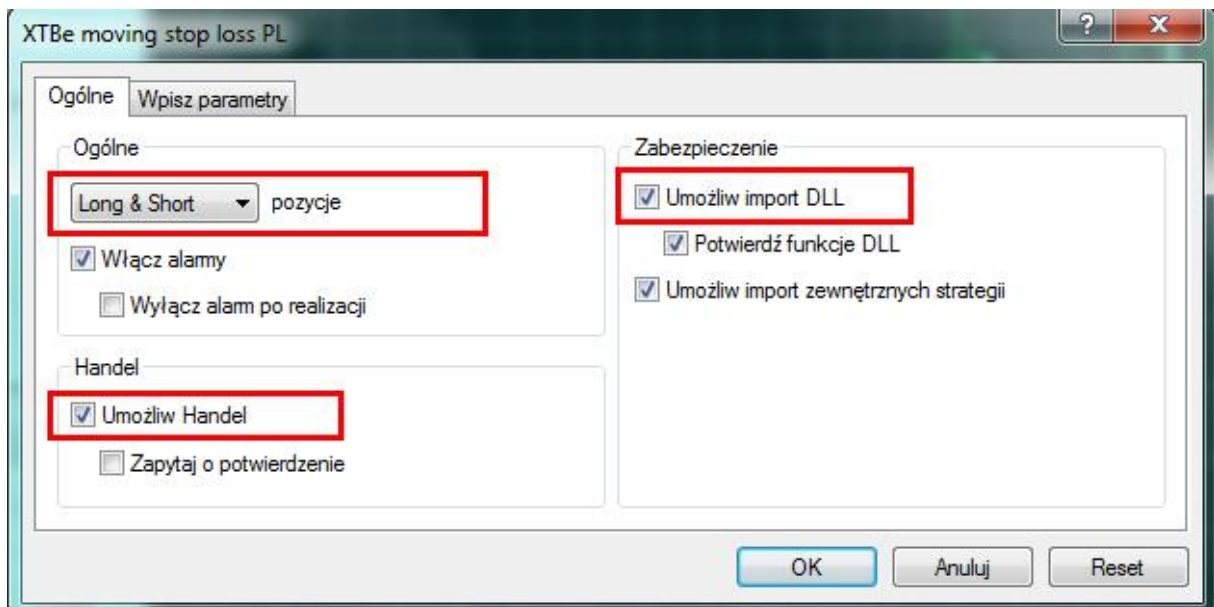 XTBe moving stop loss PL
?
X
Ogólne
Wpisz parametry
Ogólne
Long & Short
pozycje
Włącz alarmy
Wyłącz alarm po realizacji
Handel
Umożliw Handel
Zapytaj o potwierdzenie
Zabezpieczenie
Umożliw import DLL
Potwierdź funkcje DLL
Umożliw import zewnętrznych strategii
OK
Anuluj
Reset